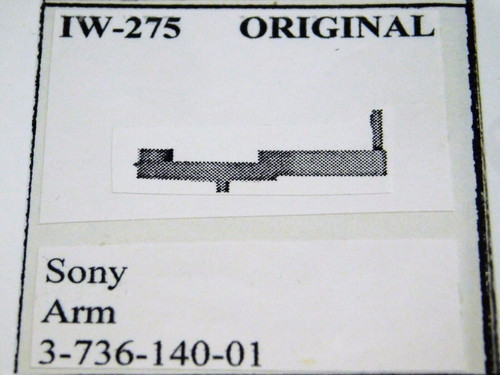 IW-275 ORIGINAL
Sony
Arm
3-736-140-01